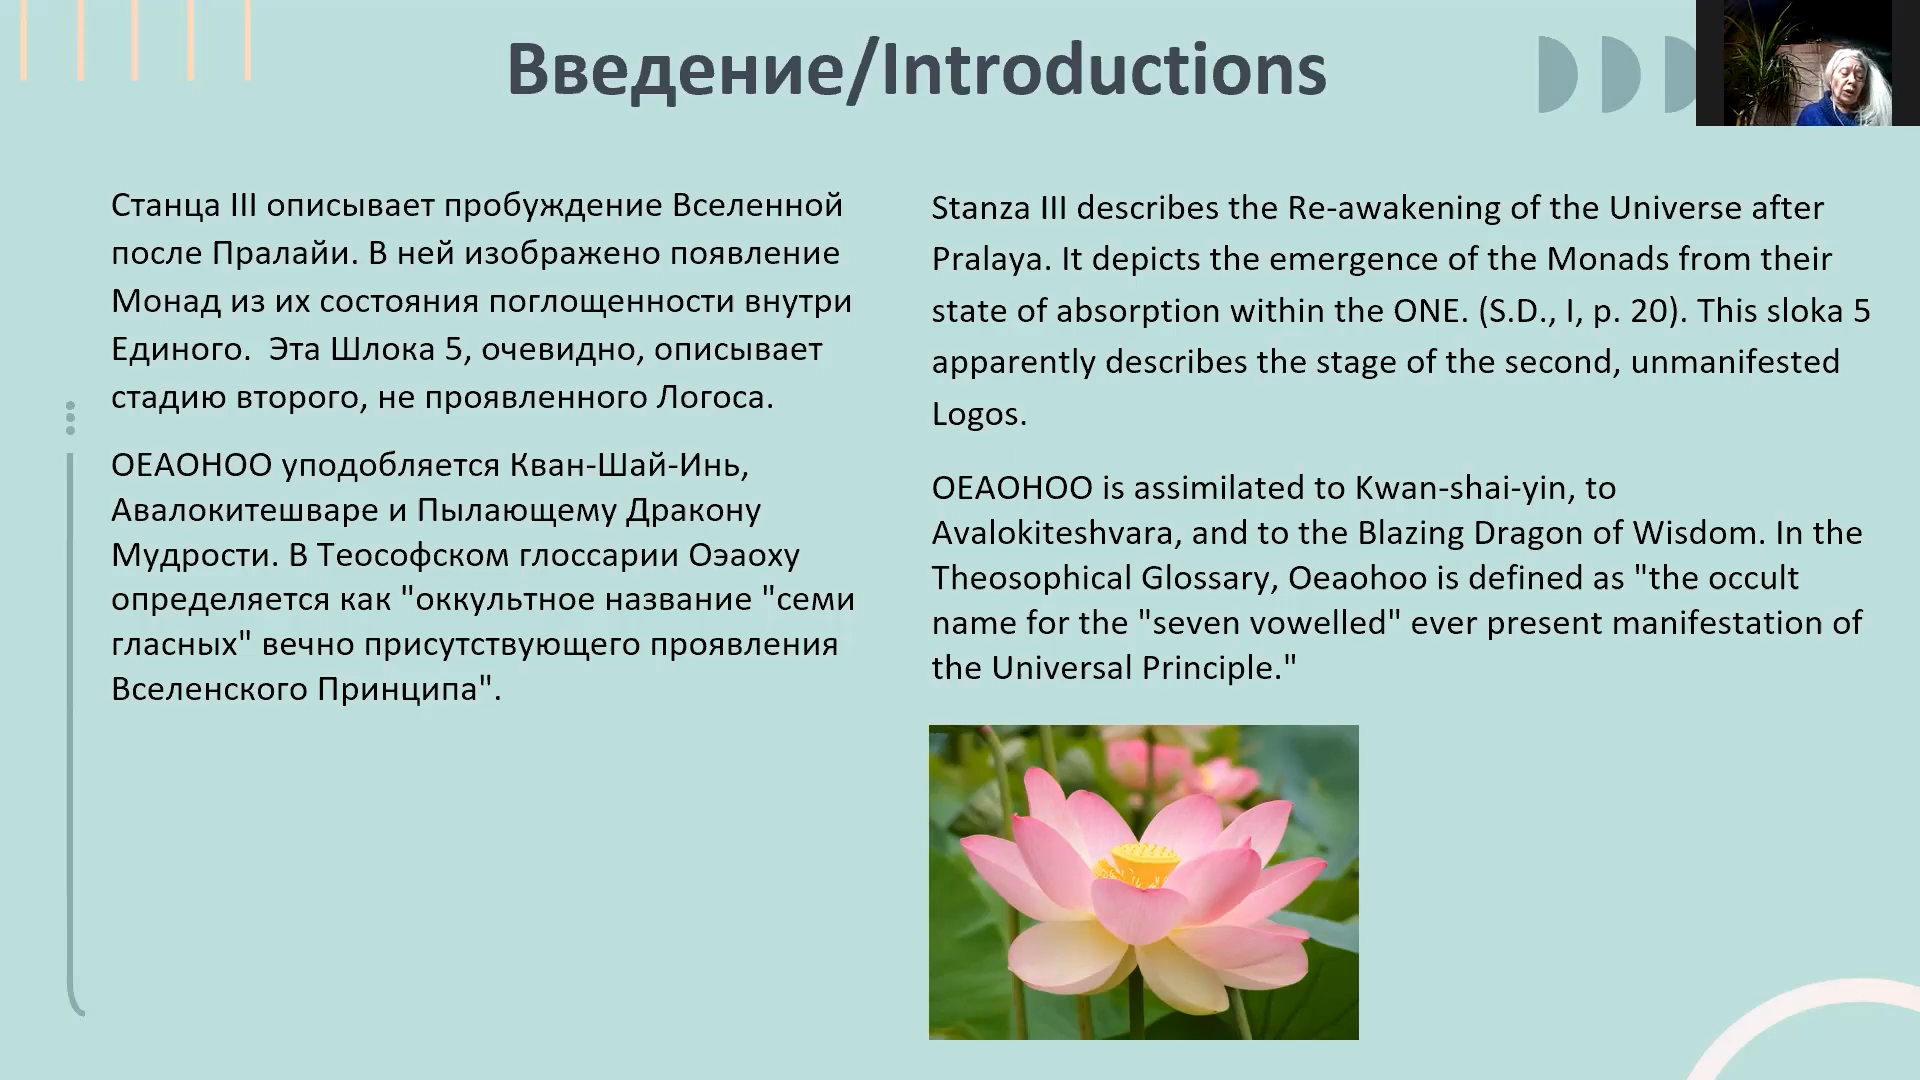 Введение/Introductions
Станца III описывает пробуждение Вселенной
после Пралайи. В ней изображено появление
Монад из их состояния поглощенности внутри
Единого.  Эта Шлока 5, очевидно, описывает
стадию второго, не проявленного Логоса.
ОЕАОНОО уподобляется Кван-Шай-Инь,
Авалокитешваре и Пылающему Дракону
Мудрости. В Теософском глоссарии Оэаоху
определяется как "оккультное название "семи
гласных" вечно присутствующего проявления
Вселенского Принципа".
Stanza III describes the Re-awakening of the Universe after
Pralaya. It depicts the emergence of the Monads from their
state of absorption within the ONE. (S.D., I, p. 20). This sloka 5
apparently describes the stage of the second, unmanifested
Logos.
OEAOHOO is assimilated to Kwan-shai-yin, to
Avalokiteshvara, and to the Blazing Dragon of Wisdom. In the
Theosophical Glossary, Oeaohoo is defined as "the occult
name for the "seven vowelled" ever present manifestation of
the Universal Principle."